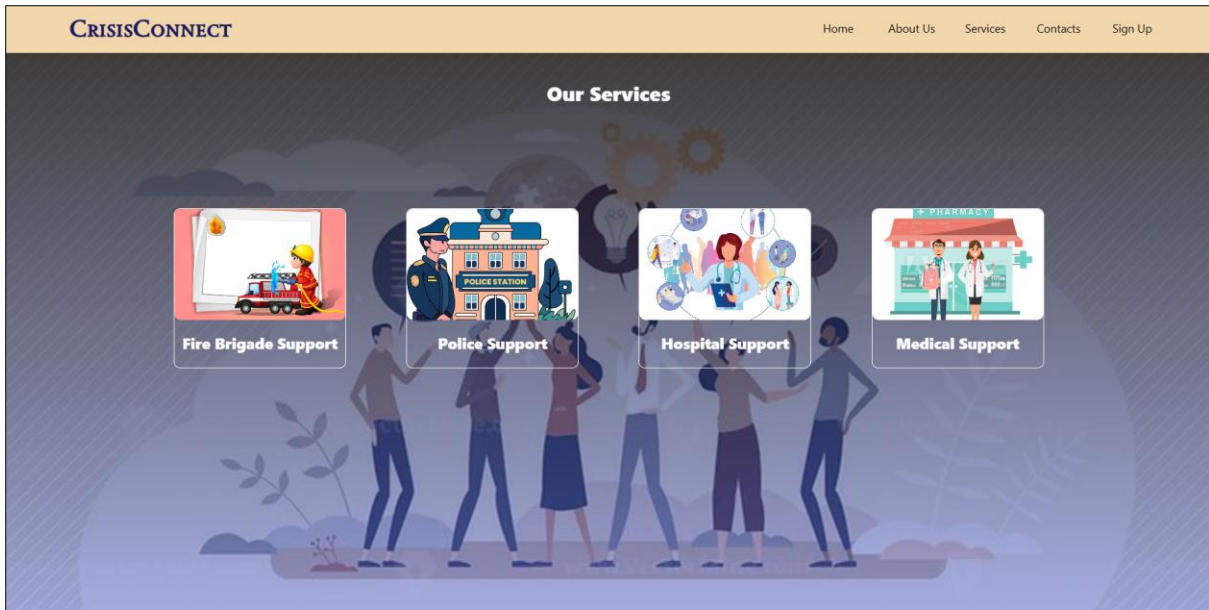 CRISISCONNECT
Home About Us Services Contacts Sign Up
Our Services
POLICE STATION
+ PHARMACY
Fire Brigade Support
Police Support
Hospital Support
Medical Support